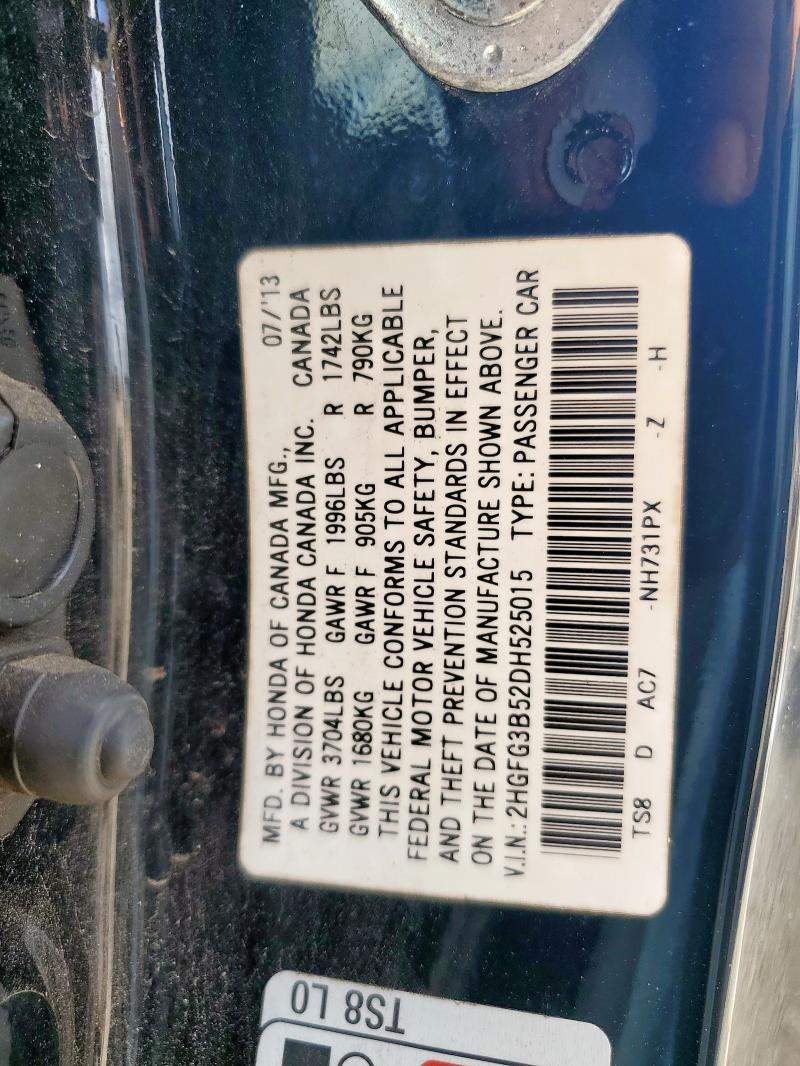 07/'13
MFD. BY HONDA OF CANADA MFG.,
A DIVISION OF HONDA CANADA INC. CANADA
GVWR 3704LBS GAWR F 1996LBS R 1742LBS
GVWR 1680KG GAWR F 905KG R 790KG
THIS VEHICLE CONFORMS TO ALL APPLICABLE
FEDERAL MOTOR VEHICLE SAFETY, BUMPER,
AND THEFT PREVENTION STANDARDS IN EFFECT
ON THE DATE OF MANUFACTURE SHOWN ABOVE.
V.I.N.: 2HGFG3B52DH525015 TYPE: PASSENGER CAR
TS8 D AC7 -NH731PX -Z -H
TS8 L0